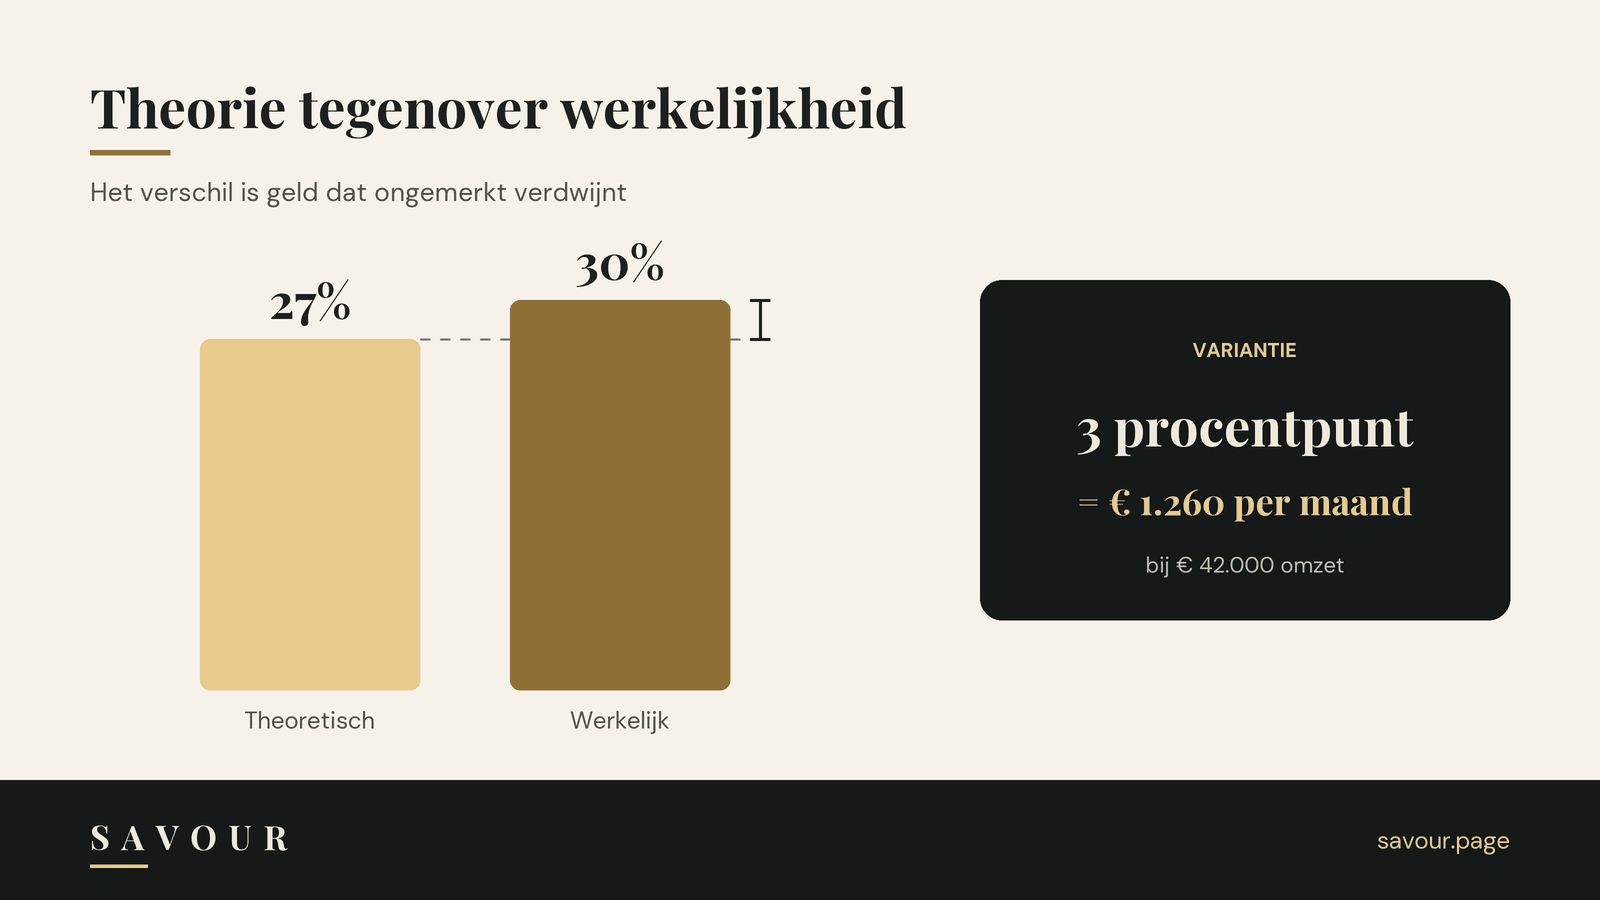 Theorie tegenover werkelijkheid
Het verschil is geld dat ongemerkt verdwijnt
27%
30%
Theoretisch
Werkelijk
VARIANTIE
3 procentpunt
= € 1.260 per maand
bij € 42.000 omzet
SAVOUR
savour.page